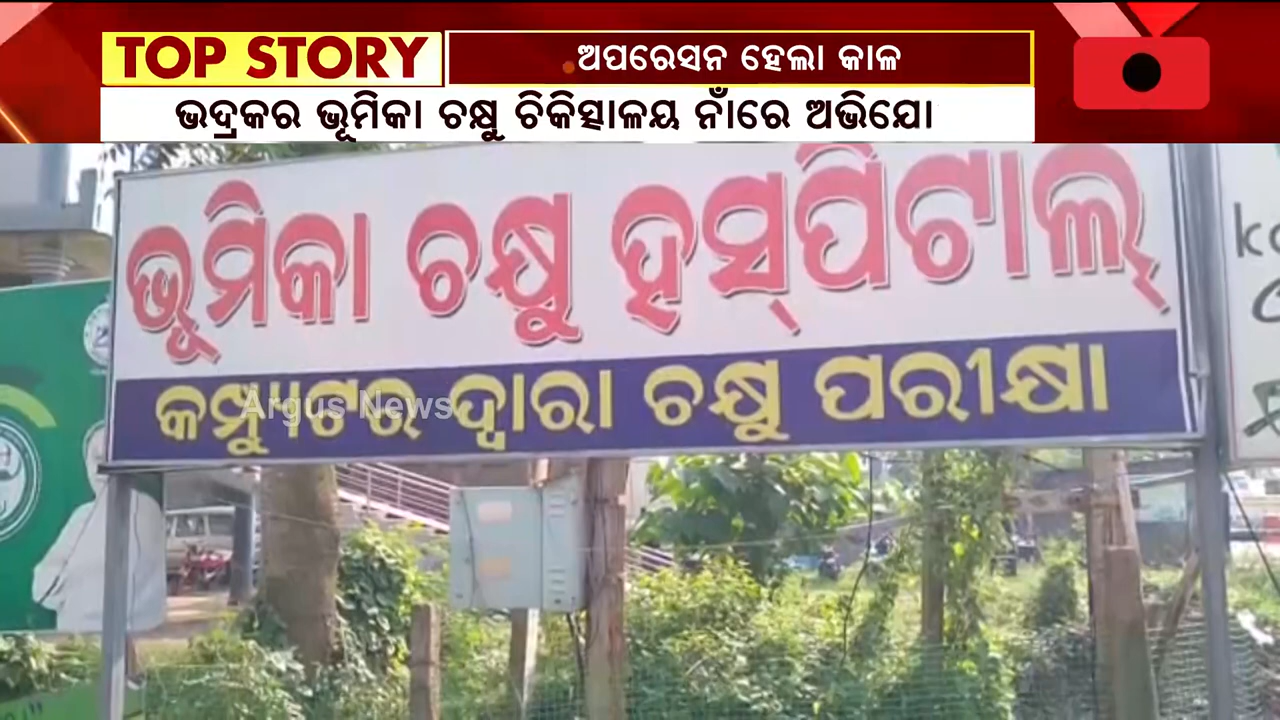 TOP STORY
ଅପରେସନ ହେଲା କାଳ
ଭଦ୍ରକର ଭୂମିକା ଚକ୍ଷୁ ଚିକିତ୍ସାଳୟ ନାଁରେ ଅଭିଯୋ
ଭୂମିକା ଚକ୍ଷୁ ହସ୍‌ପିଟାଲ୍
କମ୍ପ୍ୟୁଟର ଦ୍ୱାରା ଚକ୍ଷୁ ପରୀକ୍ଷା
Argus News